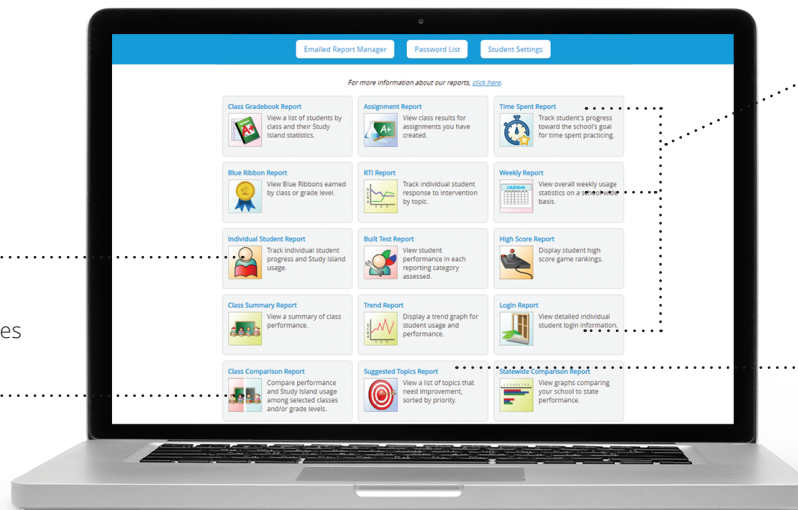 Emailed Report Manager
Password List
Student Settings
For more information about our reports, click here.
Class Gradebook Report
View a list of students by
class and their Study
Island statistics.
Assignment Report
View class results for
assignments you have
created.
Time Spent Report
Track student's progress
toward the school's goal
for time spent practicing.
Blue Ribbon Report
View Blue Ribbons earned
by class or grade level.
RTI Report
Track individual student
response to intervention
by topic.
Weekly Report
View overall weekly usage
statistics on a school-wide
basis.
Individual Student Report
Track individual student
progress and Study Island
usage.
Built Test Report
View student
performance in each
reporting category
assessed.
High Score Report
Display student high
score game rankings.
Class Summary Report
View a summary of class
performance.
Trend Report
Display a trend graph for
student usage and
performance.
Login Report
View detailed individual
student login information.
es
Class Comparison Report
Compare performance
and Study Island usage
among selected classes
and/or grade levels.
Suggested Topics Report
View a list of topics that
need improvement,
sorted by priority.
Statewide Comparison Report
View graphs comparing
your school to state
performance.
A+
A+
CALENDAR